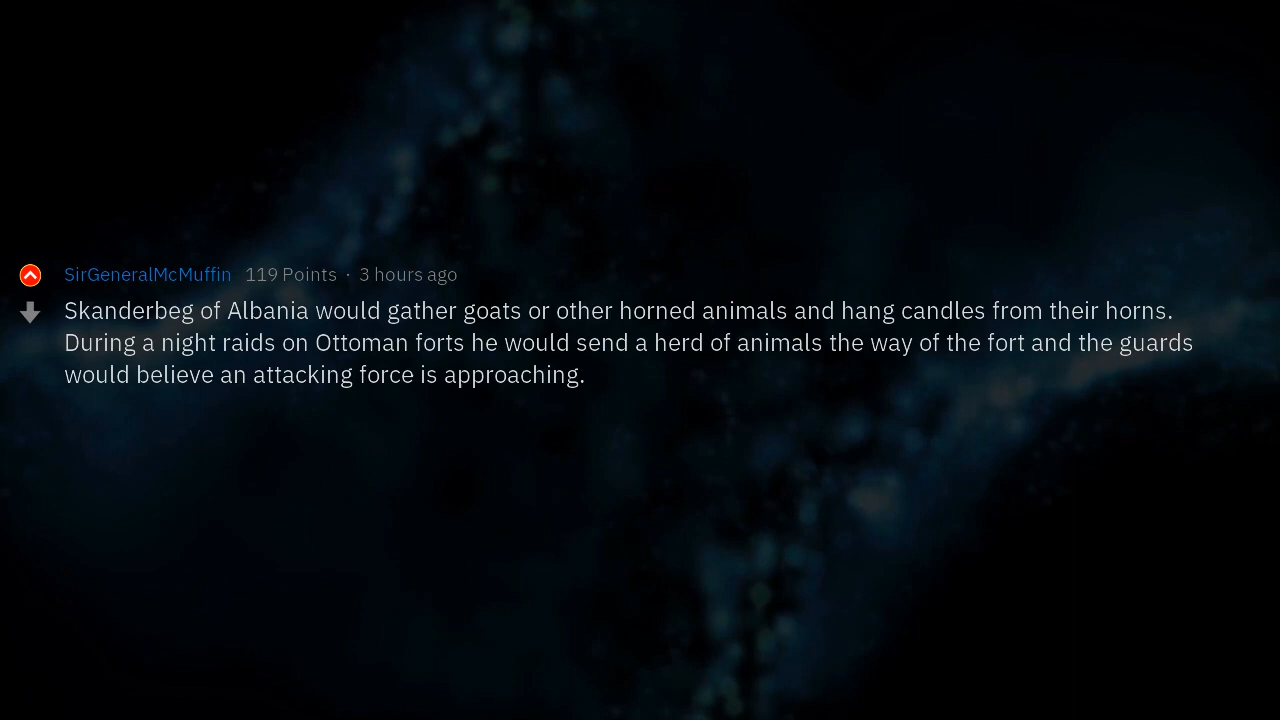 SirGeneralMcMuffin 119 Points · 3 hours ago
Skanderbeg of Albania would gather goats or other horned animals and hang candles from their horns.
During a night raids on Ottoman forts he would send a herd of animals the way of the fort and the guards
would believe an attacking force is approaching.